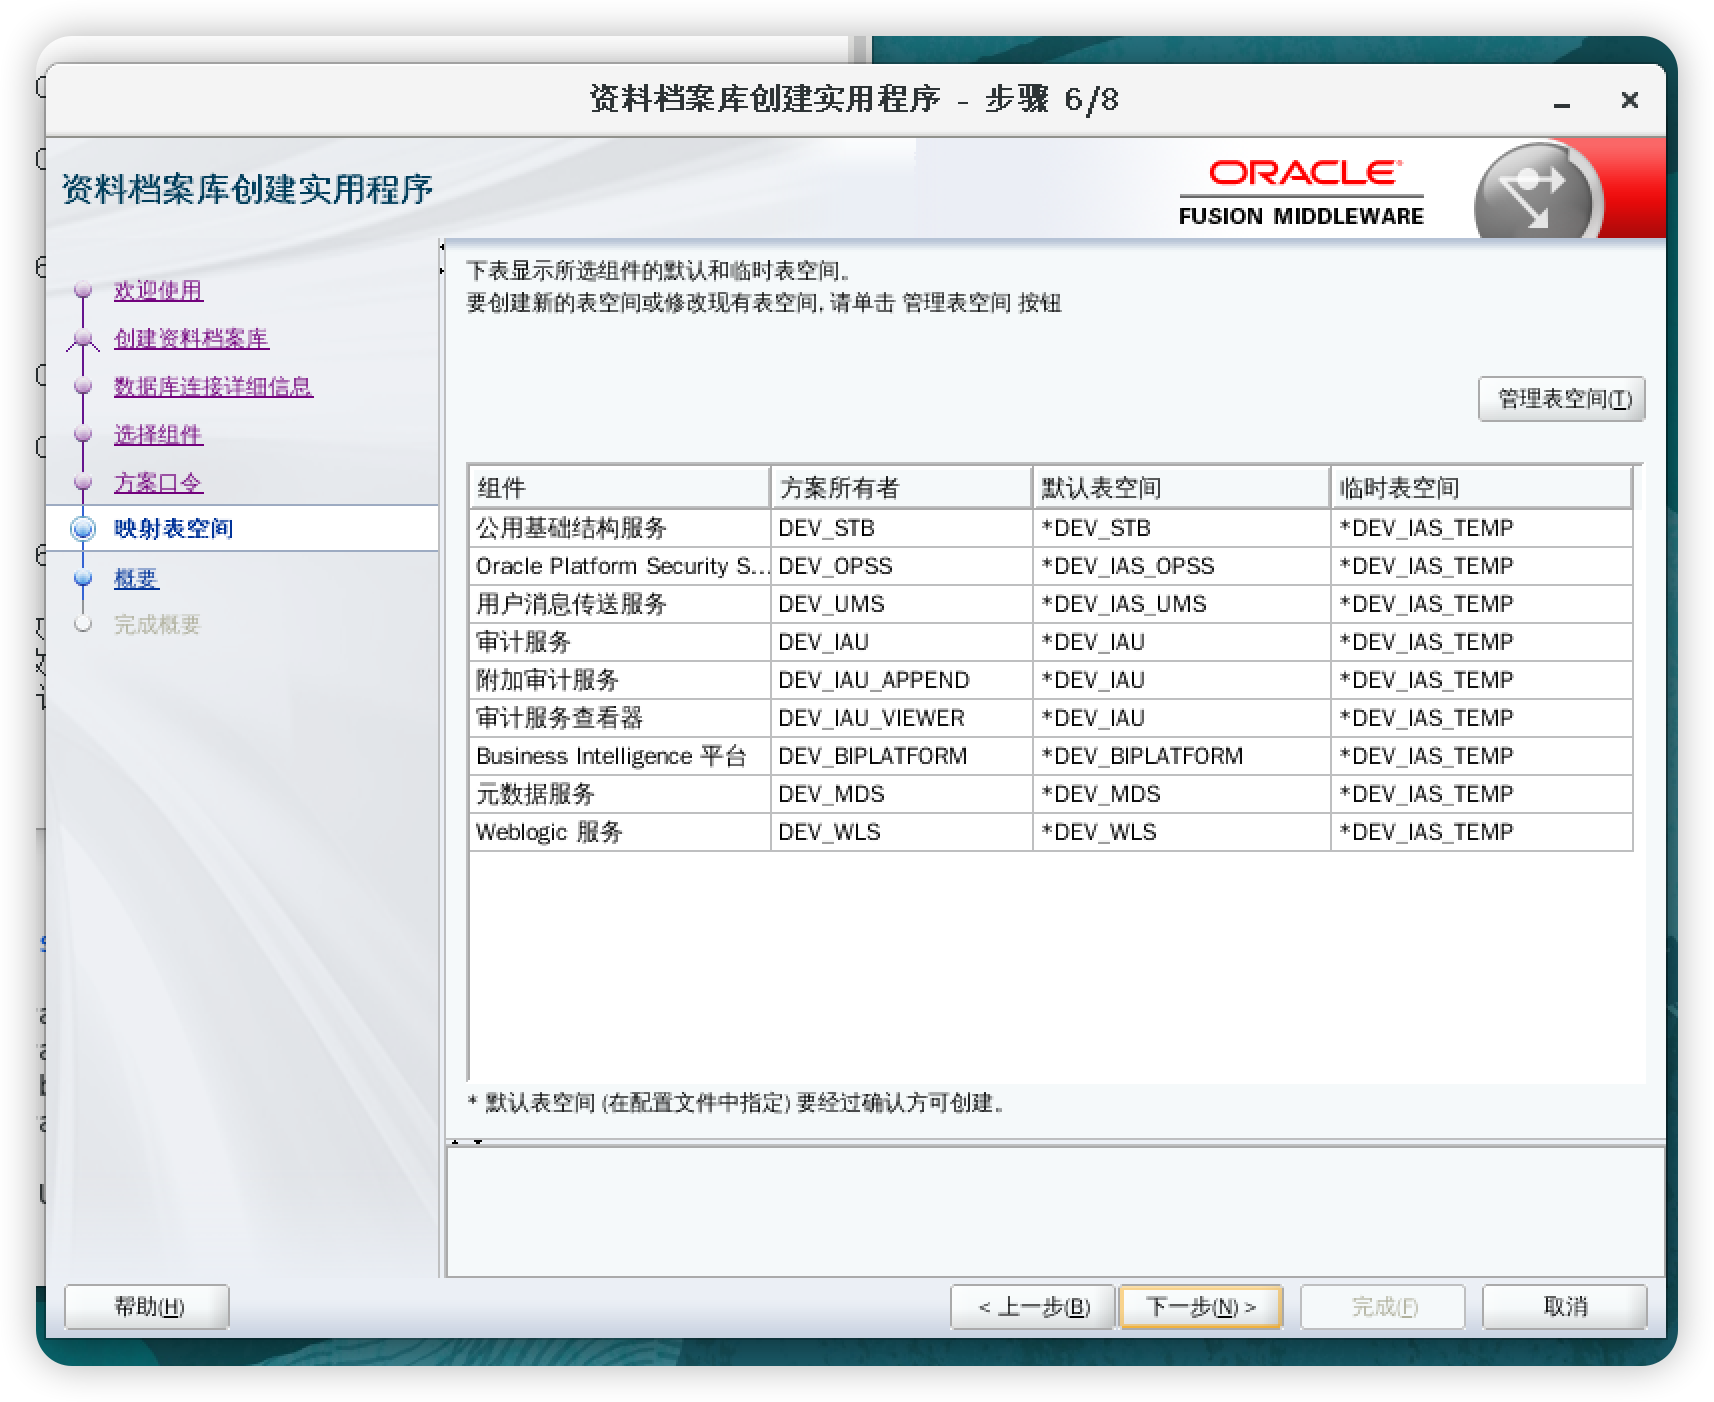 资料档案库创建实用程序 - 步骤 6/8
资料档案库创建实用程序
ORACLE
FUSION MIDDLEWARE
欢迎使用
创建资料档案库
数据库连接详细信息
选择组件
方案口令
映射表空间
概要
完成概要
下表显示所选组件的默认和临时表空间。
要创建新的表空间或修改现有表空间, 请单击 管理表空间 按钮
管理表空间(T)
组件 方案所有者 默认表空间 临时表空间
公用基础结构服务 DEV_STB *DEV_STB *DEV_IAS_TEMP
Oracle Platform Security S... DEV_OPSS *DEV_IAS_OPSS *DEV_IAS_TEMP
用户消息传送服务 DEV_UMS *DEV_IAS_UMS *DEV_IAS_TEMP
审计服务 DEV_IAU *DEV_IAU *DEV_IAS_TEMP
附加审计服务 DEV_IAU_APPEND *DEV_IAU *DEV_IAS_TEMP
审计服务查看器 DEV_IAU_VIEWER *DEV_IAU *DEV_IAS_TEMP
Business Intelligence 平台 DEV_BIPLATFORM *DEV_BIPLATFORM *DEV_IAS_TEMP
元数据服务 DEV_MDS *DEV_MDS *DEV_IAS_TEMP
Weblogic 服务 DEV_WLS *DEV_WLS *DEV_IAS_TEMP
* 默认表空间 (在配置文件中指定) 要经过确认方可创建。
帮助(H) < 上一步(B) 下一步(N) > 完成(F) 取消